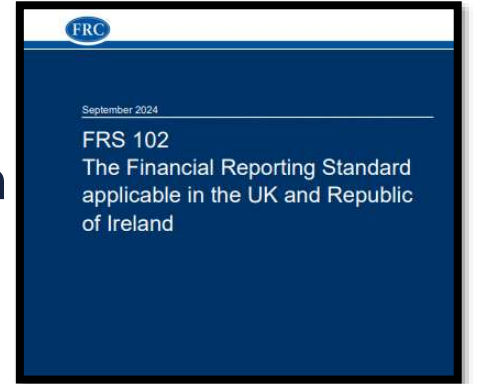 FRC
September 2024
FRS 102
The Financial Reporting Standard
applicable in the UK and Republic
of Ireland